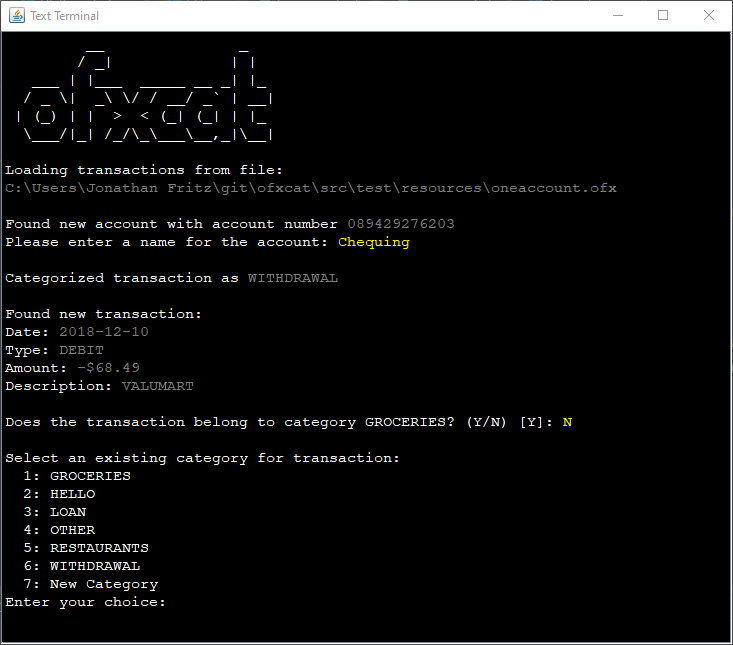 Text Terminal
ofxcat
Loading transactions from file:
C:\Users\Jonathan Fritz\git\ofxcat\src\test\resources\oneaccount.ofx
Found new account with account number 089429276203
Please enter a name for the account: Chequing
Categorized transaction as WITHDRAWAL
Found new transaction:
Date: 2018-12-10
Type: DEBIT
Amount: -$68.49
Description: VALUMART
Does the transaction belong to category GROCERIES? (Y/N) [Y]: N
Select an existing category for transaction:
1: GROCERIES
2: HELLO
3: LOAN
4: OTHER
5: RESTAURANTS
6: WITHDRAWAL
7: New Category
Enter your choice: